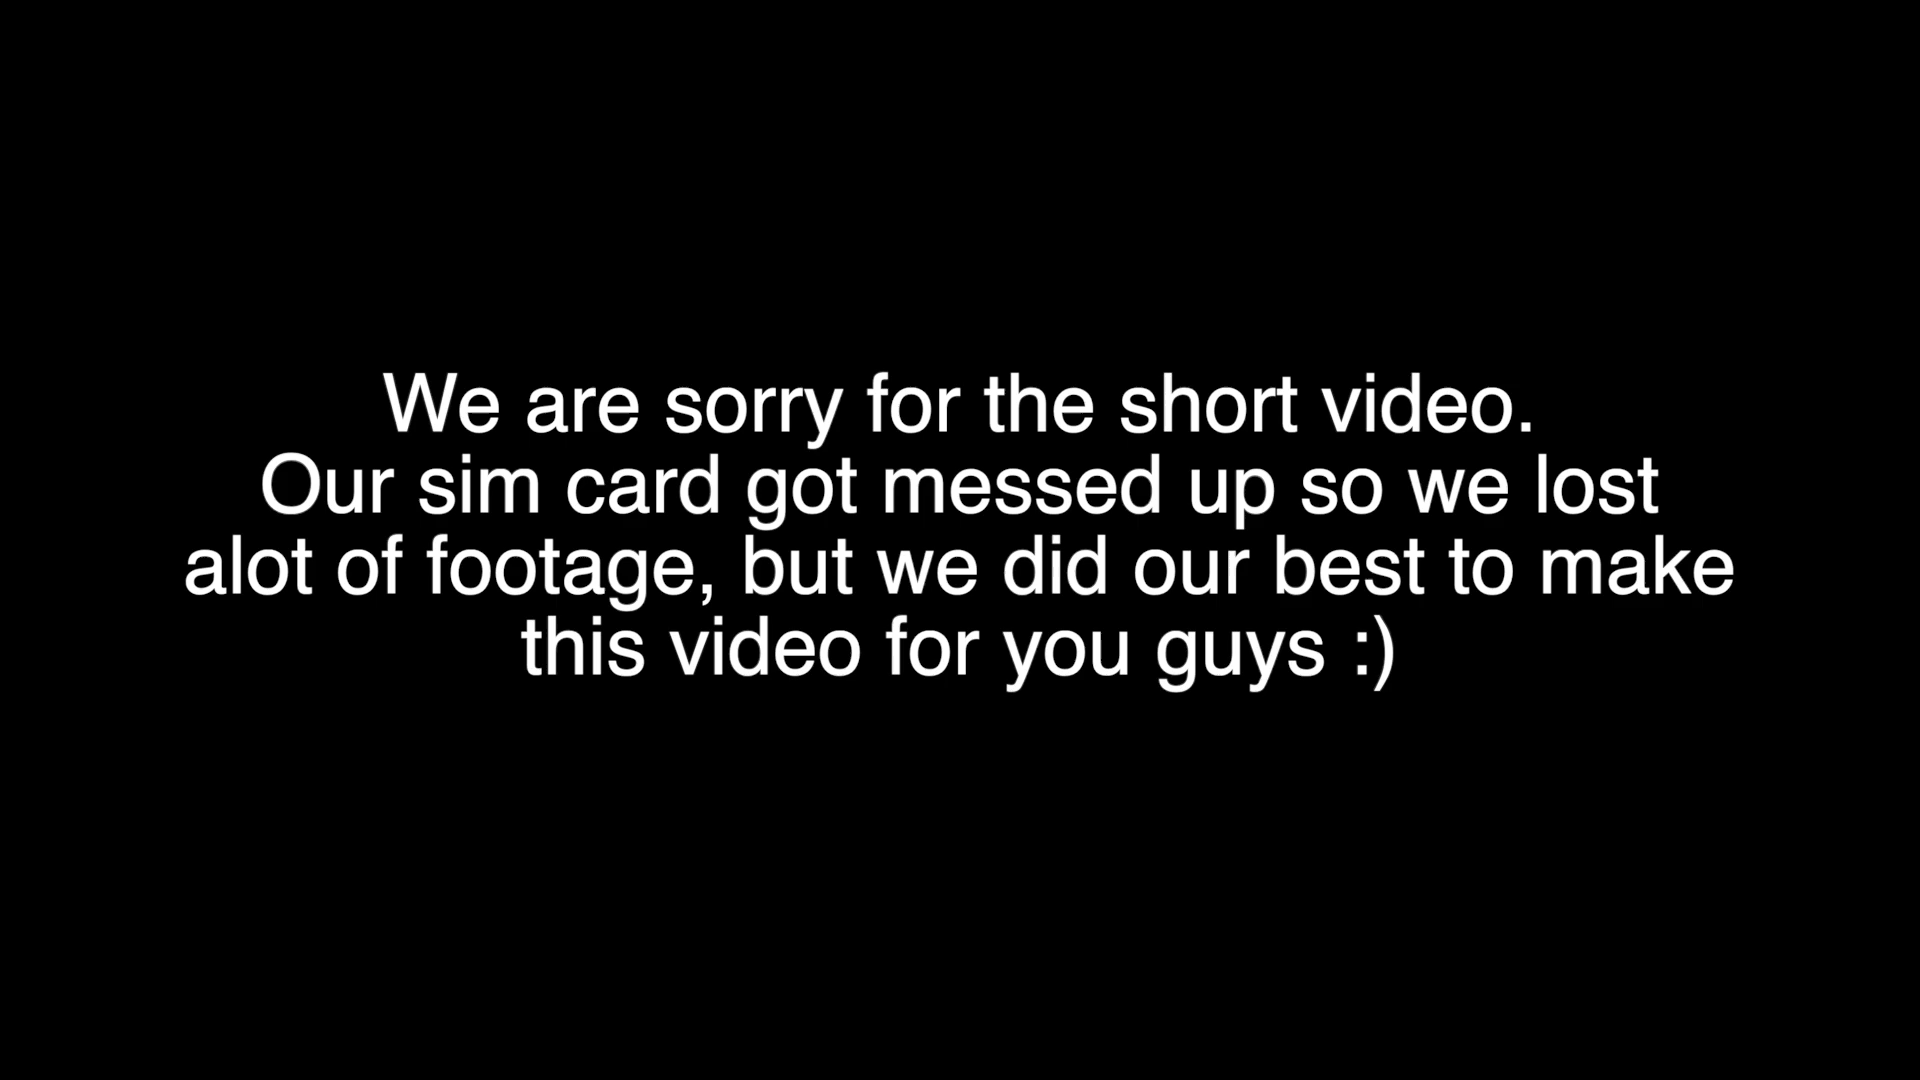 We are sorry for the short video.
Our sim card got messed up so we lost
alot of footage, but we did our best to make
this video for you guys :)